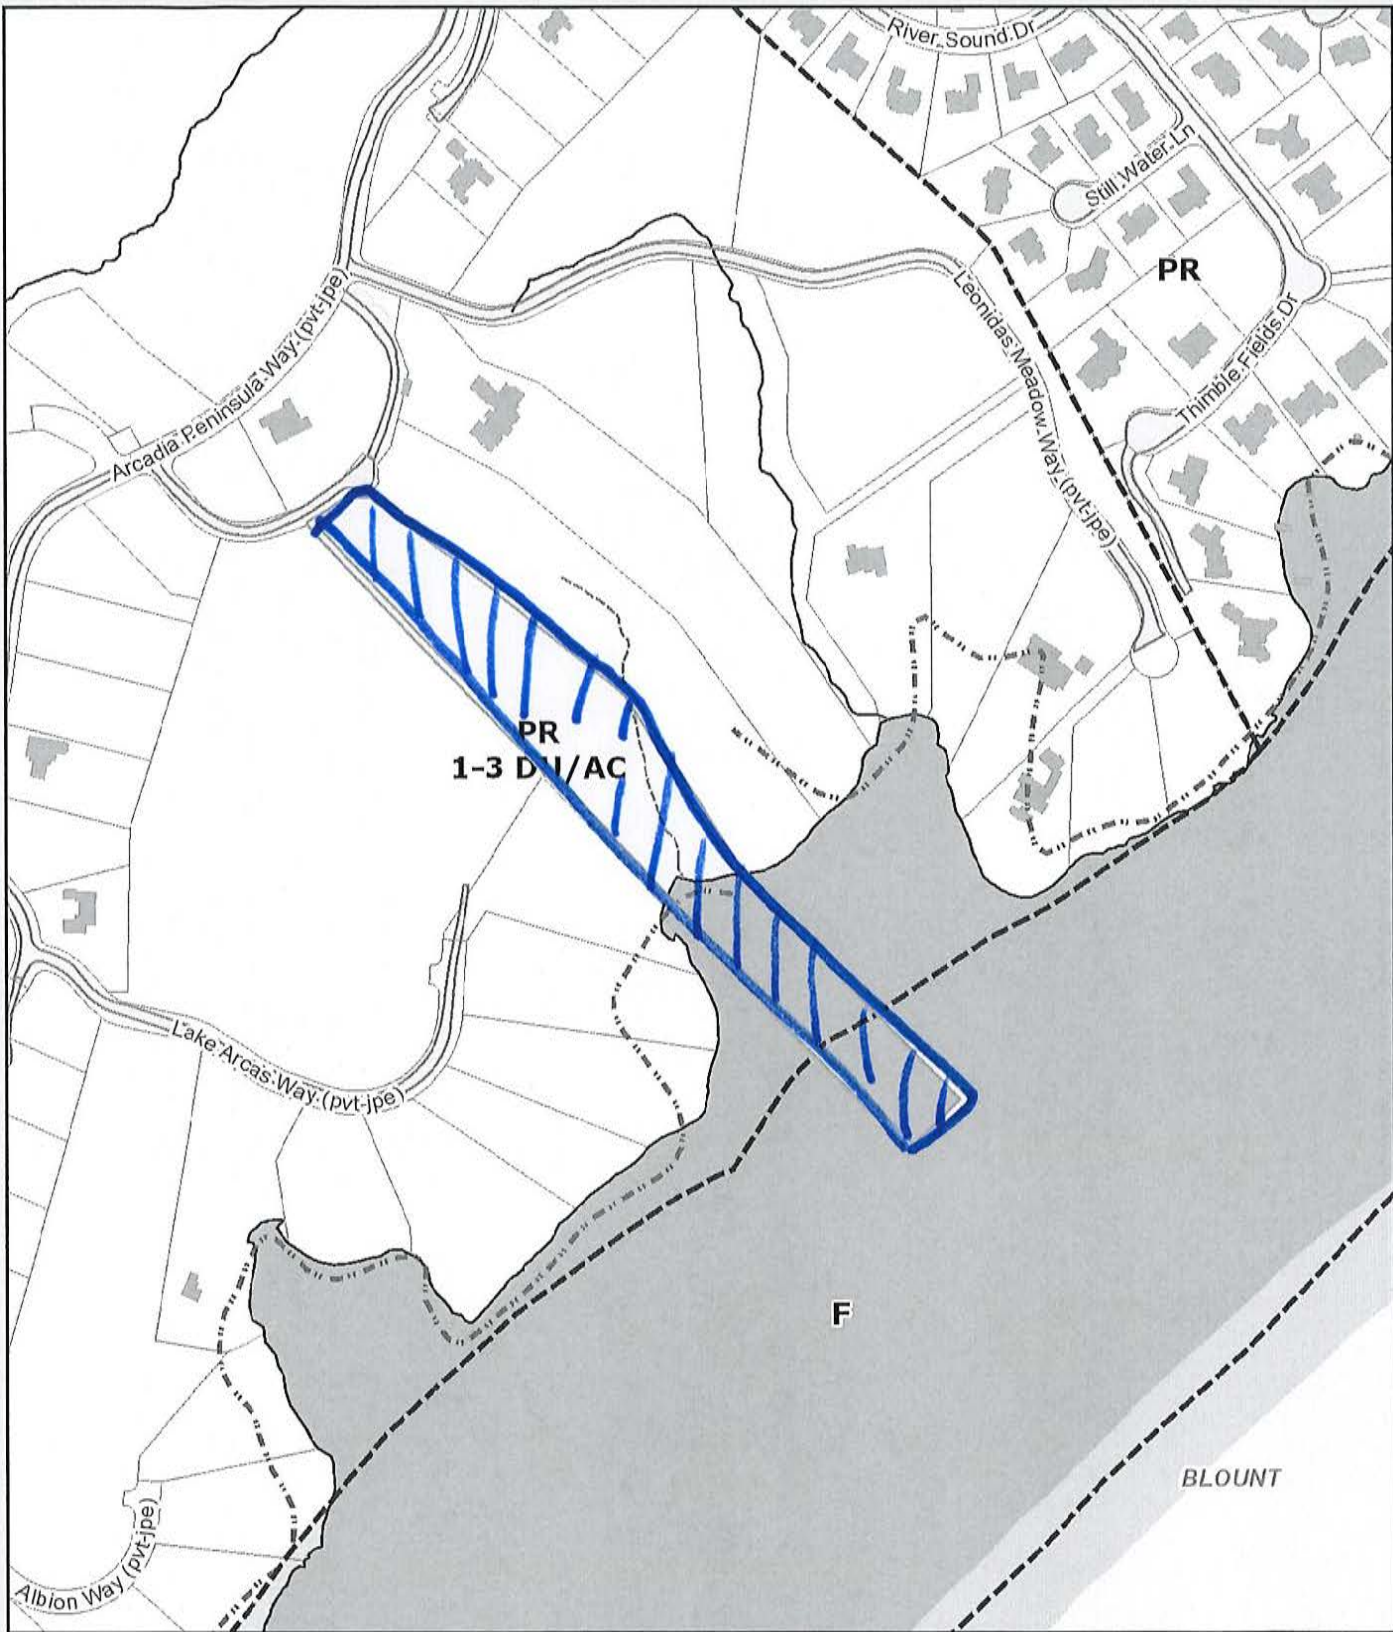 River Sound Dr
Still Water Ln
PR
Leonidas Meadow Way (pvt-jpe)
Thimble Fields Dr
Arcadia Peninsula Way (pvt-jpe)
PR
1-3 DU/AC
Lake Arcas Way (pvt-jpe)
F
BLOUNT
Albion Way (pvt-jpe)